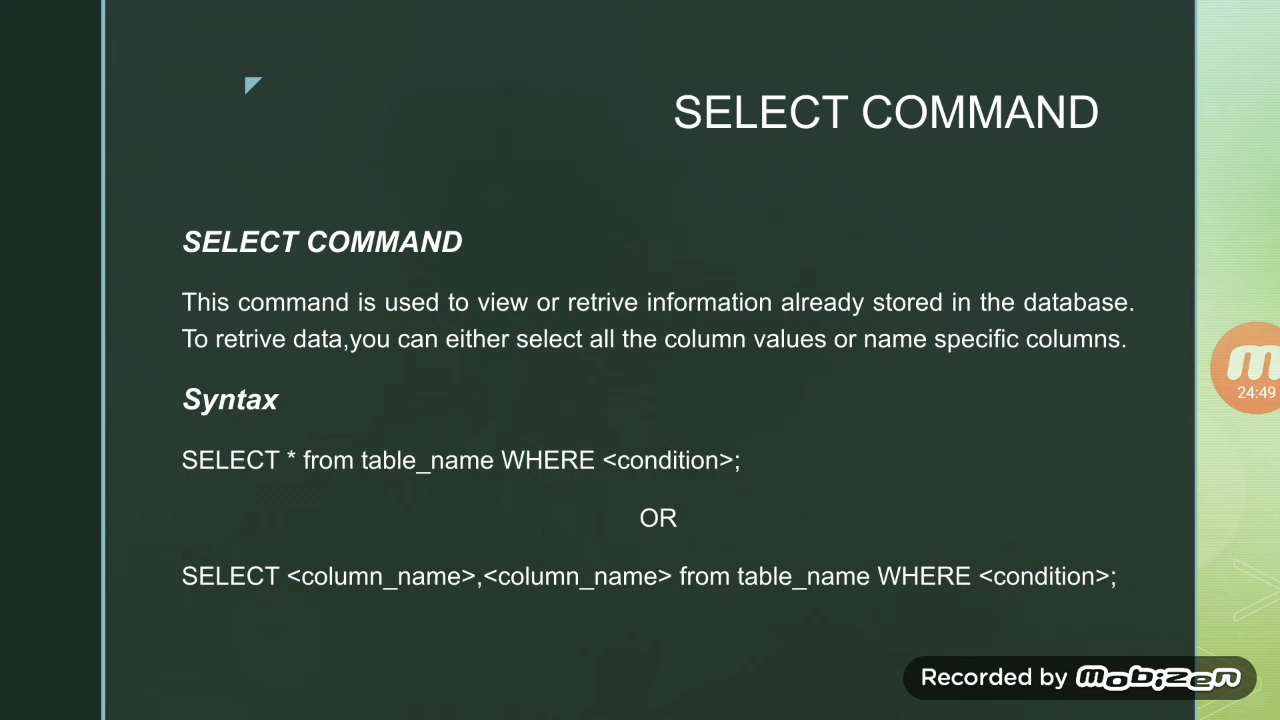 SELECT COMMAND
SELECT COMMAND
This command is used to view or retrive information already stored in the database.
To retrive data,you can either select all the column values or name specific columns.
Syntax
SELECT * from table_name WHERE <condition>;
OR
SELECT <column_name>,<column_name> from table_name WHERE <condition>;
24:49
Recorded by mobizen